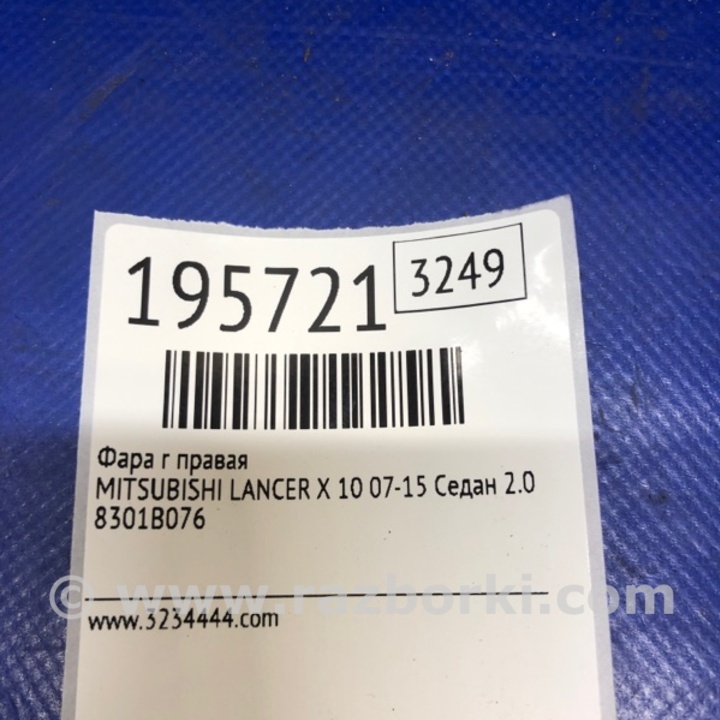 195721 3249
Фара г правая
MITSUBISHI LANCER X 10 07-15 Седан 2.0
8301B076
© www.razborki.com
www.3234444.com